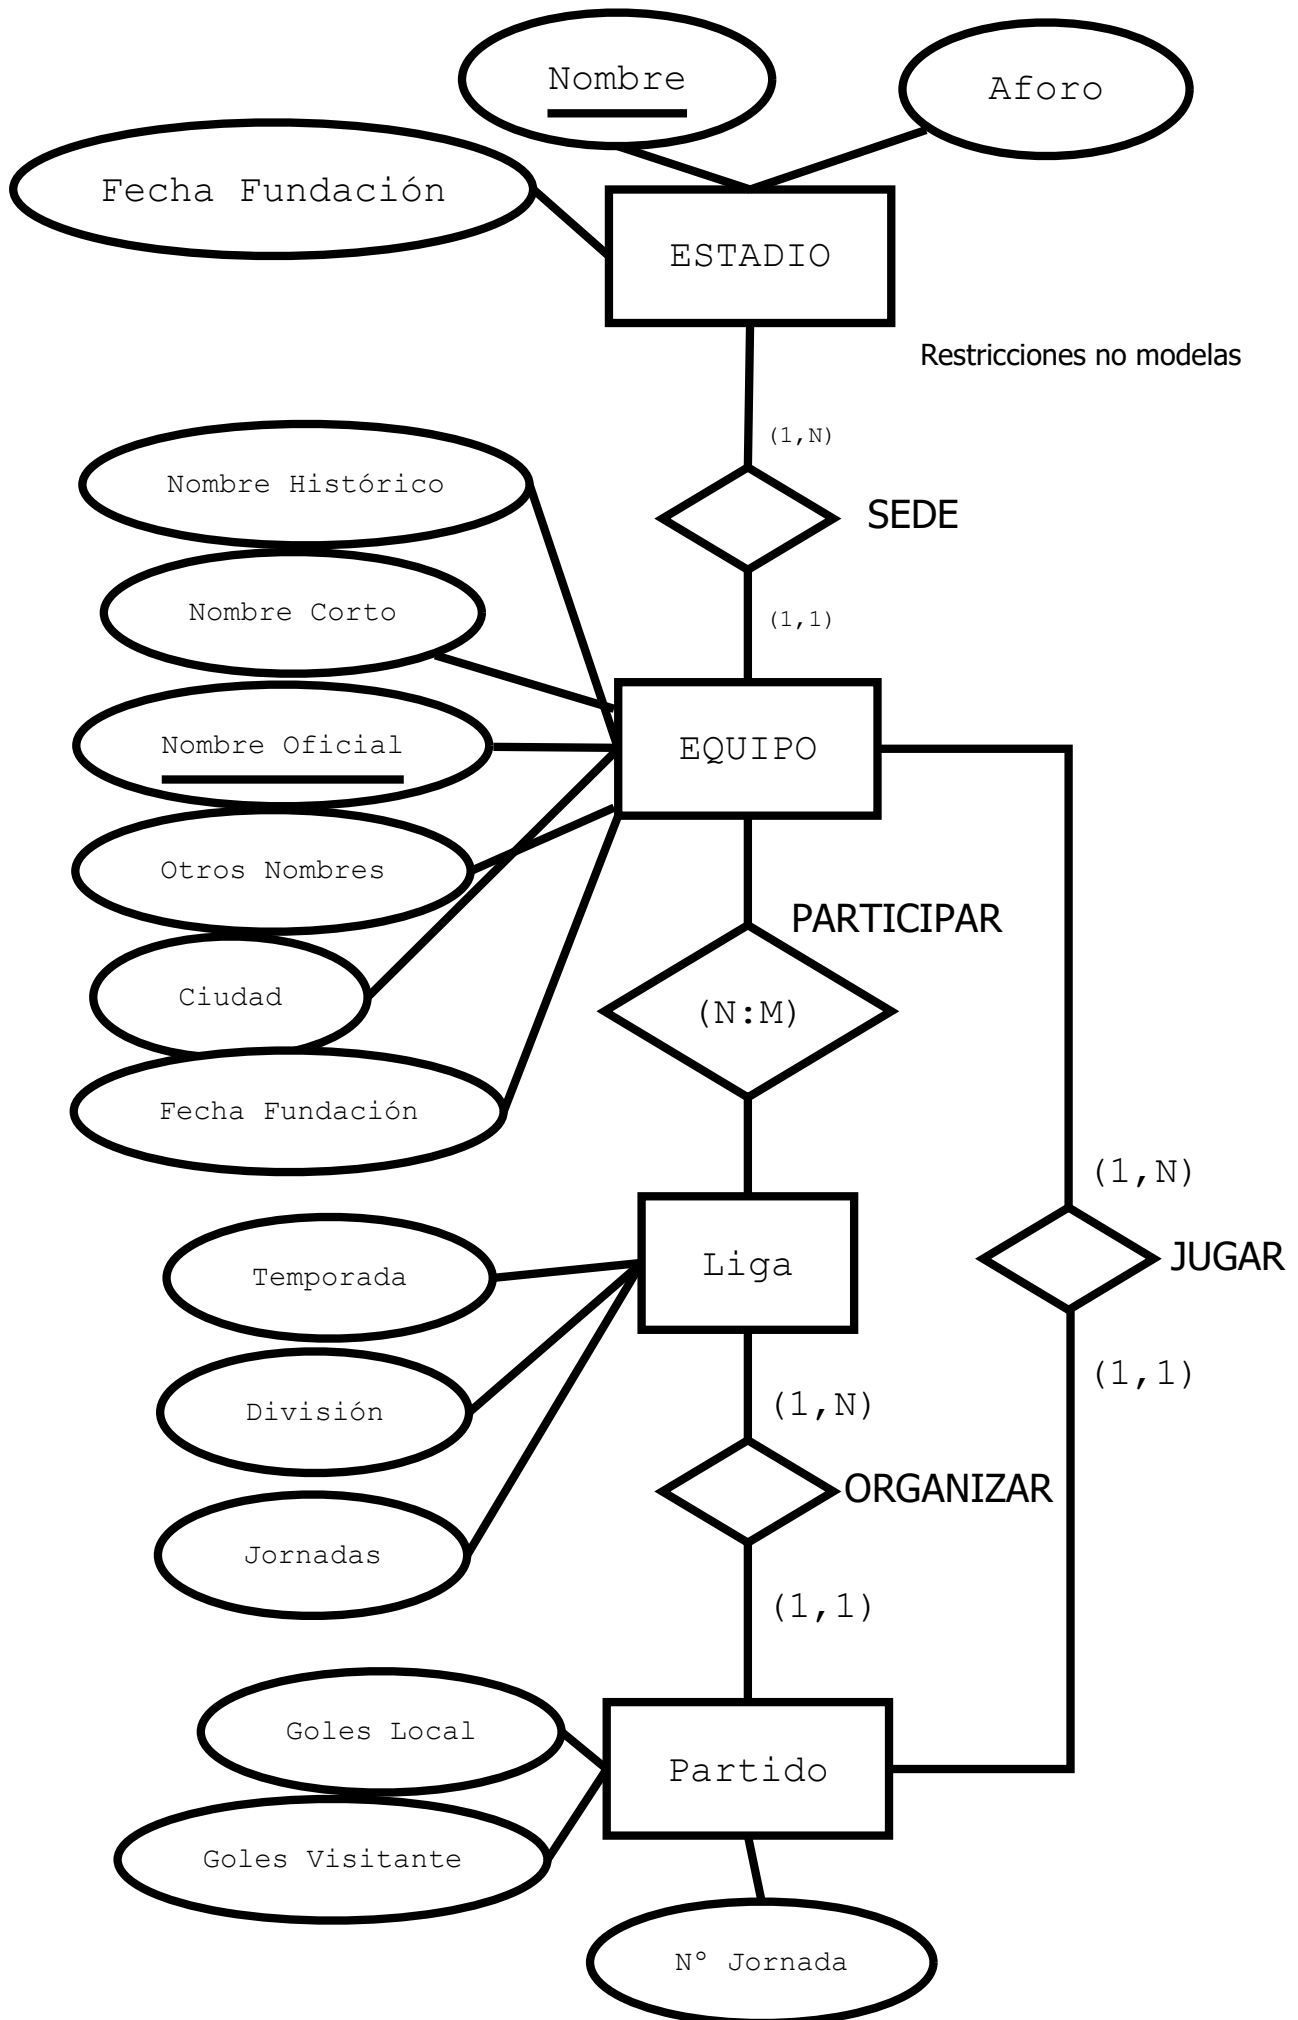 Nombre
Aforo
Fecha Fundación
ESTADIO
Restricciones no modelas
(1,N)
Nombre Histórico
SEDE
Nombre Corto
(1,1)
Nombre Oficial
EQUIPO
Otros Nombres
PARTICIPAR
Ciudad
(N:M)
Fecha Fundación
(1,N)
Liga
JUGAR
Temporada
(1,1)
División
(1,N)
ORGANIZAR
Jornadas
(1,1)
Goles Local
Partido
Goles Visitante
Nº Jornada